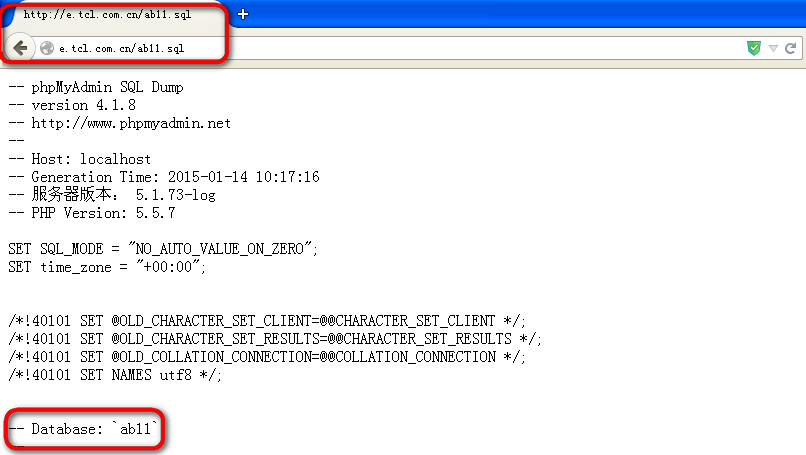 http://e.tcl.com.cn/ab11.sql
e.tcl.com.cn/ab11.sql
-- phpMyAdmin SQL Dump
-- version 4.1.8
-- http://www.phpmyadmin.net
--
-- Host: localhost
-- Generation Time: 2015-01-14 10:17:16
-- 服务器版本： 5.1.73-log
-- PHP Version: 5.5.7
SET SQL_MODE = "NO_AUTO_VALUE_ON_ZERO";
SET time_zone = "+00:00";
/*!40101 SET @OLD_CHARACTER_SET_CLIENT=@@CHARACTER_SET_CLIENT */;
/*!40101 SET @OLD_CHARACTER_SET_RESULTS=@@CHARACTER_SET_RESULTS */;
/*!40101 SET @OLD_COLLATION_CONNECTION=@@COLLATION_CONNECTION */;
/*!40101 SET NAMES utf8 */;
-- Database: `ab11`
--